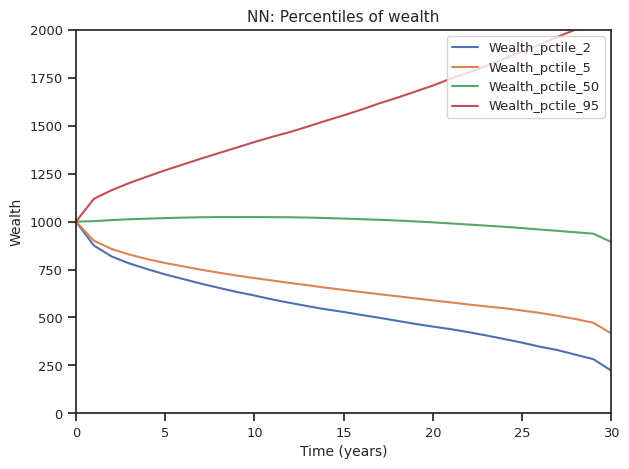 NN: Percentiles of wealth
2000
1750
1500
1250
1000
750
500
250
0
Wealth
Wealth_pctile_2
Wealth_pctile_5
Wealth_pctile_50
Wealth_pctile_95
0 5 10 15 20 25 30
Time (years)